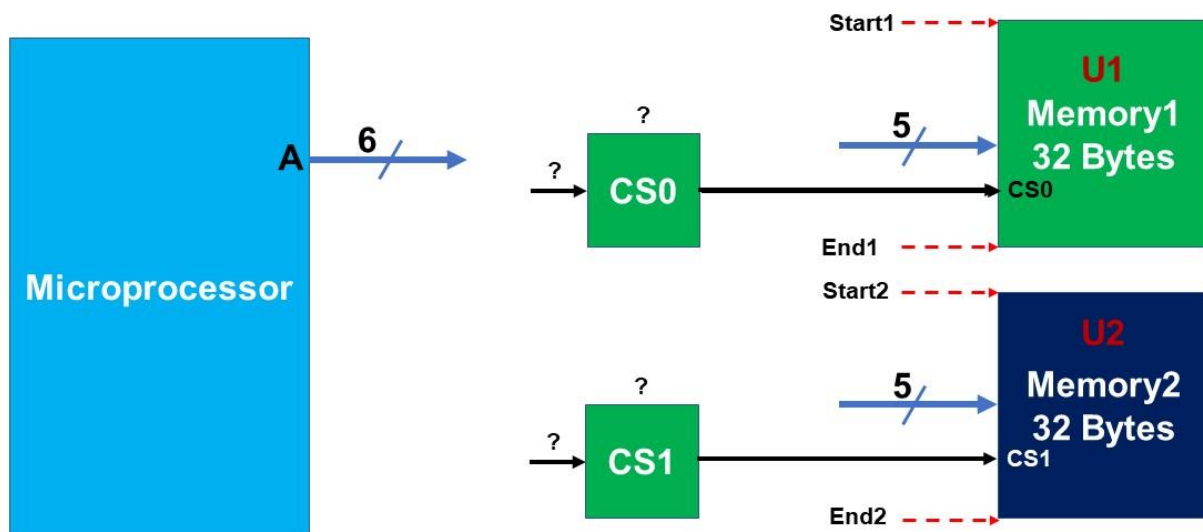 Microprocessor
A
6
?
?
CS0
Start1
5
U1
Memory1
32 Bytes
CS0
End1
?
?
CS1
Start2
5
U2
Memory2
32 Bytes
CS1
End2